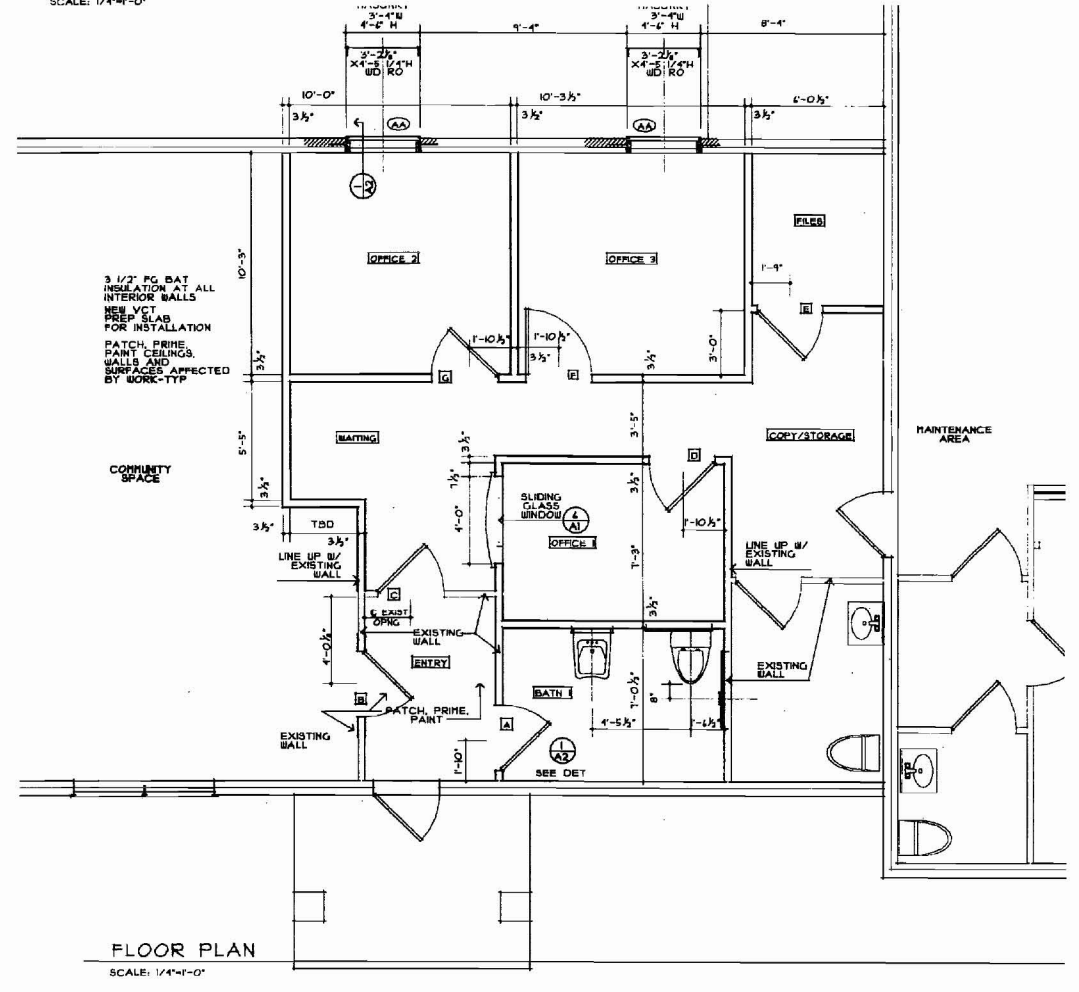 SCALE: 1/4"=1'-0"
MASONRY
3'-4"W
4'-6" H
9'-4"
MASONRY
3'-4"W
4'-6" H
8'-4"
3'-2½"
X4'-5 1/4"H
WD RO
3'-2½"
X4'-5 1/4"H
WD RO
10'-0"
10'-3½"
6'-0½"
3½"
AA
3½"
AA
3½"
1
A2
FILES
OFFICE 2
OFFICE 3
10'-3"
1'-9"
3 1/2" FG BAT
INSULATION AT ALL
INTERIOR WALLS
NEW VCT
PREP SLAB
FOR INSTALLATION
PATCH, PRIME,
PAINT CEILINGS,
WALLS AND
SURFACES AFFECTED
BY WORK-TYP
E
1'-10½"
1'-10½"
3½"
3½"
3½"
3'-0"
G
F
5'-5"
WAITING
3½"
3'-5"
COPY/STORAGE
MAINTENANCE
AREA
D
COMMUNITY
SPACE
3½"
7½"
3½"
SLIDING
GLASS
WINDOW
6
A1
4'-0"
1'-10½"
3½"
TBD
3½"
OFFICE 1
7'-3"
LINE UP W/
EXISTING
WALL
LINE UP W/
EXISTING
WALL
C
3½"
EXIST
OPNG
4'-0½"
EXISTING
WALL
ENTRY
EXISTING
WALL
BATH 1
7'-0½"
8"
B
PATCH, PRIME,
PAINT
A
4'-5½"
1'-6½"
EXISTING
WALL
1'-10"
1
A2
SEE DET
FLOOR PLAN
SCALE: 1/4"=1'-0"